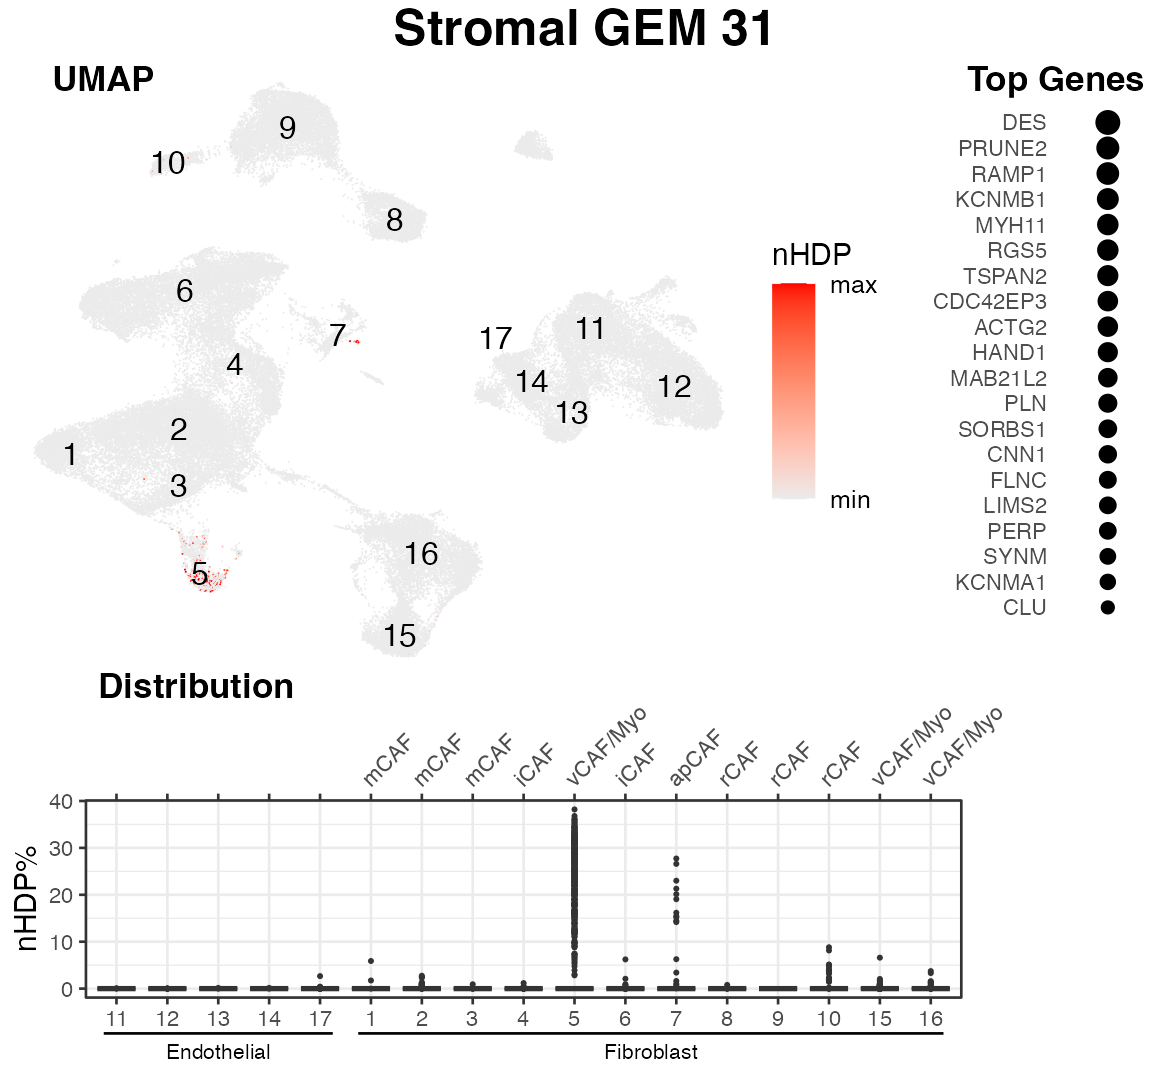 Stromal GEM 31
UMAP
Top Genes
9
10
8
6
7
4
2
1
3
5
16
15
17
11
14
12
13
nHDP
max
min
DES
PRUNE2
RAMP1
KCNMB1
MYH11
RGS5
TSPAN2
CDC42EP3
ACTG2
HAND1
MAB21L2
PLN
SORBS1
CNN1
FLNC
LIMS2
PERP
SYNM
KCNMA1
CLU
Distribution
mCAF
mCAF
mCAF
iCAF
vCAF/Myo
iCAF
apCAF
rCAF
rCAF
rCAF
vCAF/Myo
vCAF/Myo
nHDP%
40
30
20
10
0
11 12 13 14 17 1 2 3 4 5 6 7 8 9 10 15 16
Endothelial Fibroblast